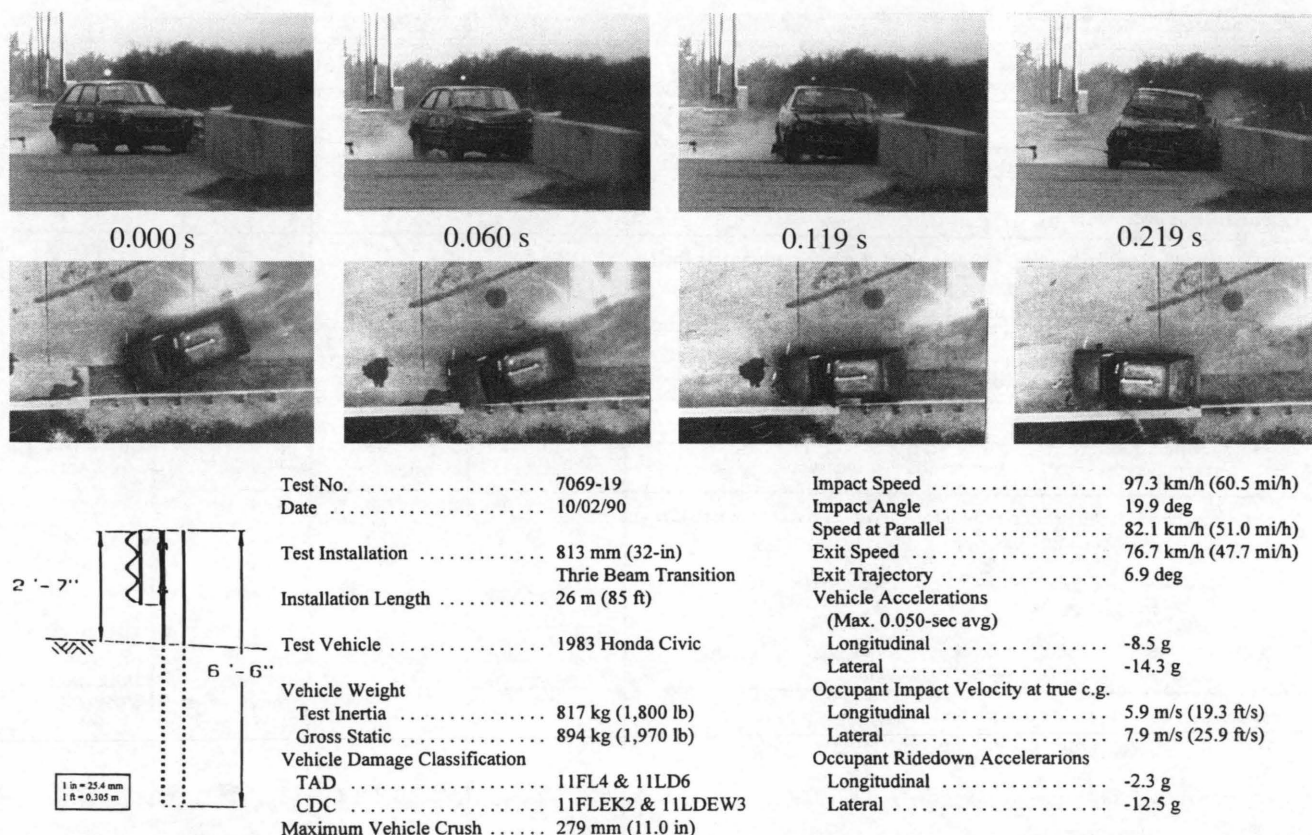 0.000 s
0.060 s
0.119 s
0.219 s
2'-7"
6'-6"
1 in = 25.4 mm
1 ft = 0.305 m
Test No. .................... 7069-19
Date ........................ 10/02/90
Test Installation ............ 813 mm (32-in)
Thrie Beam Transition
Installation Length .......... 26 m (85 ft)
Test Vehicle ................ 1983 Honda Civic
Vehicle Weight
Test Inertia ................ 817 kg (1,800 lb)
Gross Static ................ 894 kg (1,970 lb)
Vehicle Damage Classification
TAD ........................ 11FL4 & 11LD6
CDC ........................ 11FLEK2 & 11LDEW3
Maximum Vehicle Crush ...... 279 mm (11.0 in)
Impact Speed ................ 97.3 km/h (60.5 mi/h)
Impact Angle ................ 19.9 deg
Speed at Parallel ............ 82.1 km/h (51.0 mi/h)
Exit Speed .................. 76.7 km/h (47.7 mi/h)
Exit Trajectory .............. 6.9 deg
Vehicle Accelerations
(Max. 0.050-sec avg)
Longitudinal ................ -8.5 g
Lateral ...................... -14.3 g
Occupant Impact Velocity at true c.g.
Longitudinal ................ 5.9 m/s (19.3 ft/s)
Lateral ...................... 7.9 m/s (25.9 ft/s)
Occupant Ridedown Accelerarions
Longitudinal ................ -2.3 g
Lateral ...................... -12.5 g